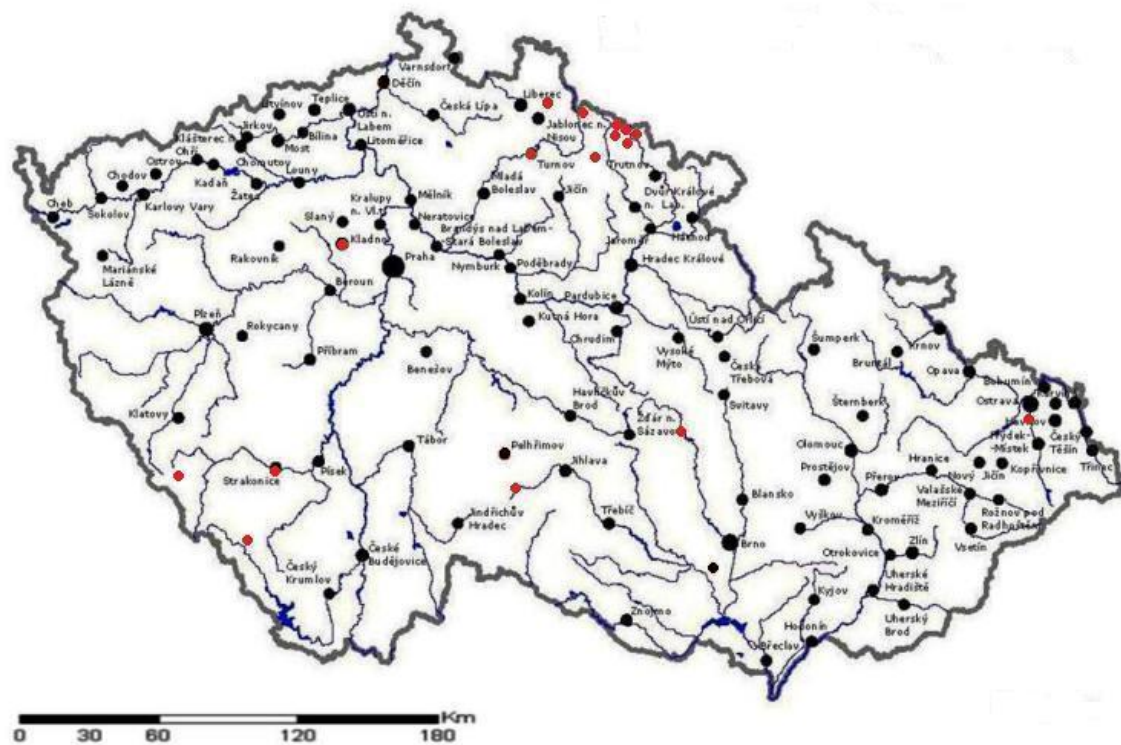 Varnsdorf
Děčín
Liberec
Litvínov
Teplice
Ústí n.
Labem
Česká Lípa
Jablonec n.
Nisou
Jirkov
Bílina
Litoměřice
Klášterec n.
Ohří
Most
Ostrov
Chomutov
Turnov
Trutnov
Chodov
Kadaň
Louny
Mladá
Boleslav
Jičín
Dvůr Králové
n. Lab.
Cheb
Sokolov
Karlovy Vary
Žatec
Mělník
Kralupy
n. Vlt.
Slaný
Neratovice
Brandýs nad Labem-
Stará Boleslav
Jaroměř
Náchod
Kladno
Rakovník
Praha
Mariánské
Lázně
Nymburk
Poděbrady
Hradec Králové
Beroun
Kolín
Pardubice
Plzeň
Rokycany
Kutná Hora
Ústí nad Orlicí
Chrudim
Šumperk
Krnov
Příbram
Benešov
Vysoké
Mýto
Bruntál
Česká
Třebová
Opava
Bohumín
Havlíčkův
Brod
Svitavy
Ostrava
Karviná
Klatovy
Šternberk
Havířov
Žďár n.
Sázavou
Tábor
Frýdek-
Místek
Český
Těšín
Pelhřimov
Olomouc
Strakonice
Písek
Jihlava
Prostějov
Hranice
Nový
Jičín
Kopřivnice
Třinec
Přerov
Valašské
Meziříčí
Blansko
Rožnov pod
Radhoštěm
Jindřichův
Hradec
Třebíč
Vyškov
Kroměříž
Zlín
Vsetín
Brno
Otrokovice
České
Budějovice
Český
Krumlov
Uherské
Hradiště
Kyjov
Znojmo
Uherský
Brod
Hodonín
Břeclav
Km
0 30 60 120 180